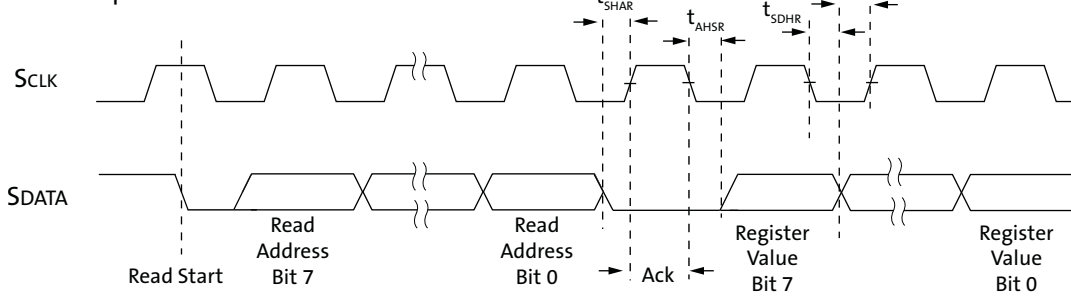 tSHAR
tAHSR
tSDHR
SCLK
SDATA
Read
Address
Bit 7
Read
Address
Bit 0
Register
Value
Bit 7
Register
Value
Bit 0
Read Start
Ack